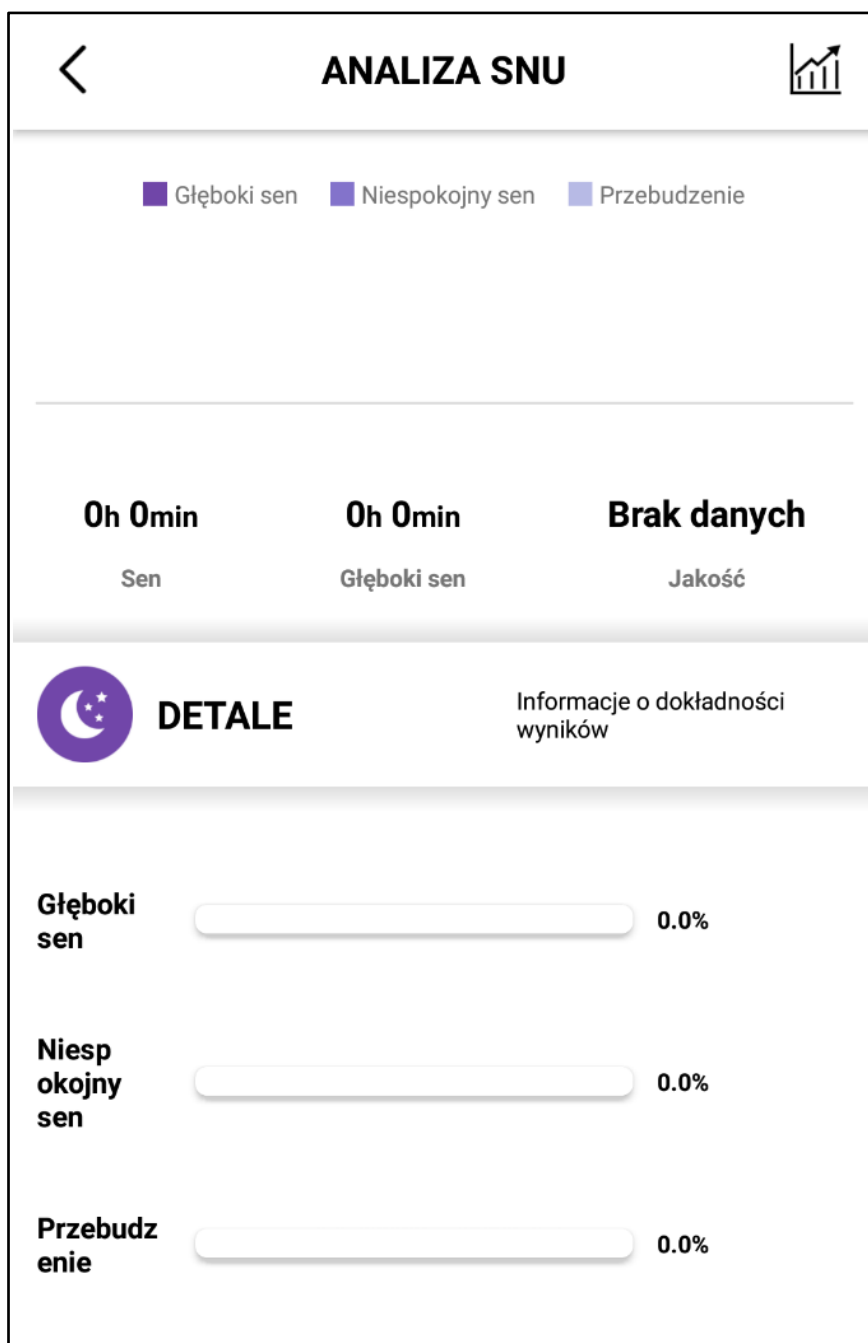 ANALIZA SNU
Głęboki sen Niespokojny sen Przebudzenie
0h 0min 0h 0min Brak danych
Sen Głęboki sen Jakość
DETALE
Informacje o dokładności
wyników
Głęboki
sen
0.0%
Niesp
okojny
sen
0.0%
Przebudz
enie
0.0%